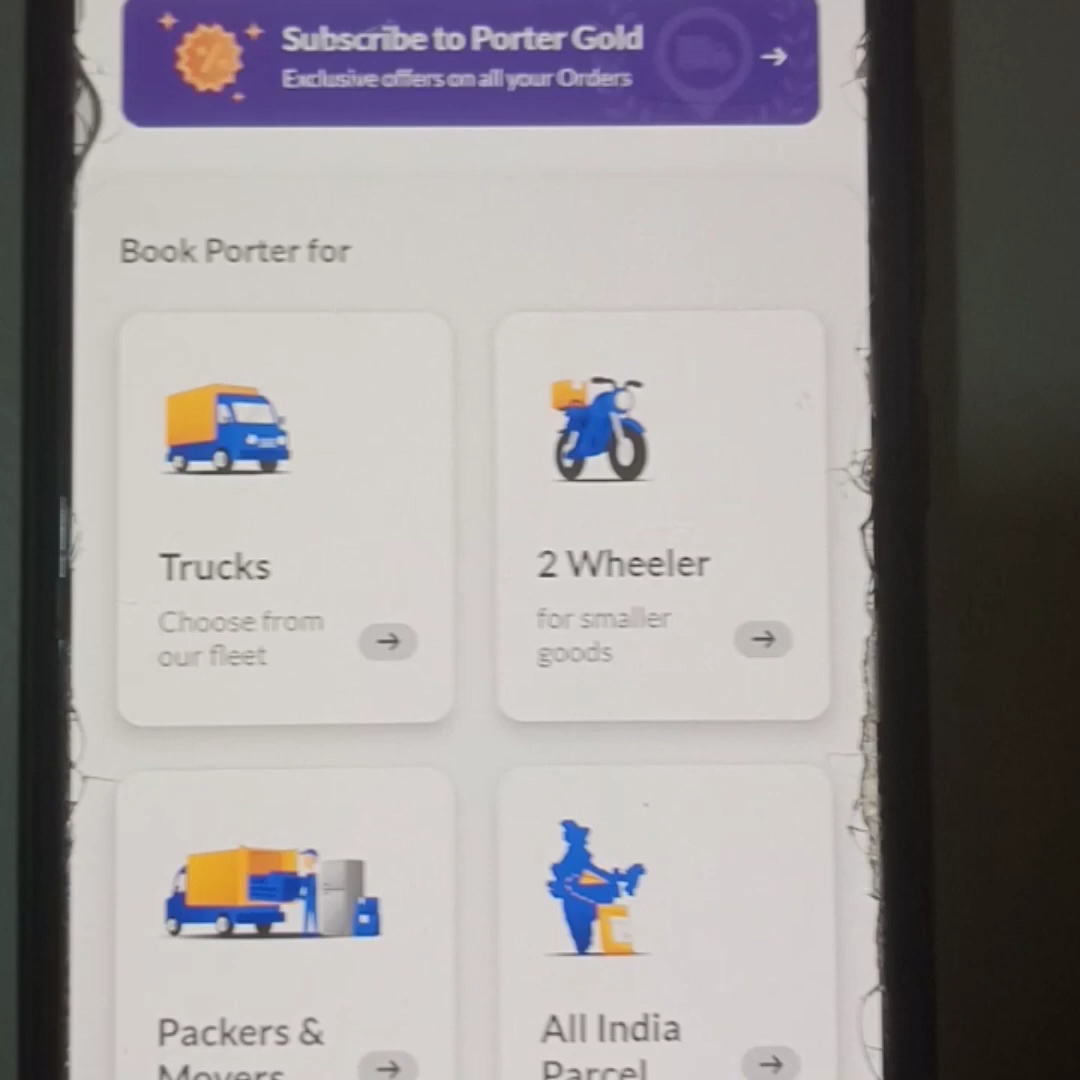 Subscribe to Porter Gold
Exclusive offers on all your Orders
Book Porter for
Trucks
Choose from
our fleet
2 Wheeler
for smaller
goods
Packers &
Movers
All India
Parcel